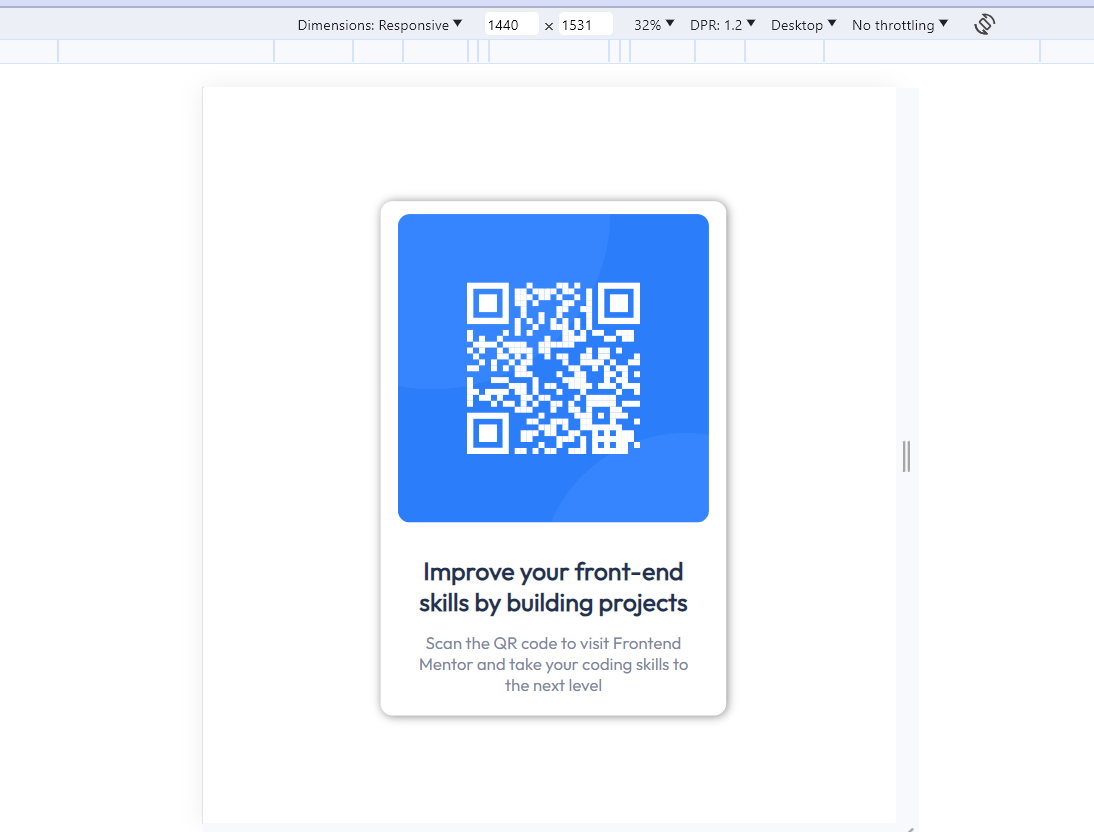 Dimensions: Responsive 1440 × 1531 32% DPR: 1.2 Desktop No throttling
Improve your front-end
skills by building projects
Scan the QR code to visit Frontend
Mentor and take your coding skills to
the next level